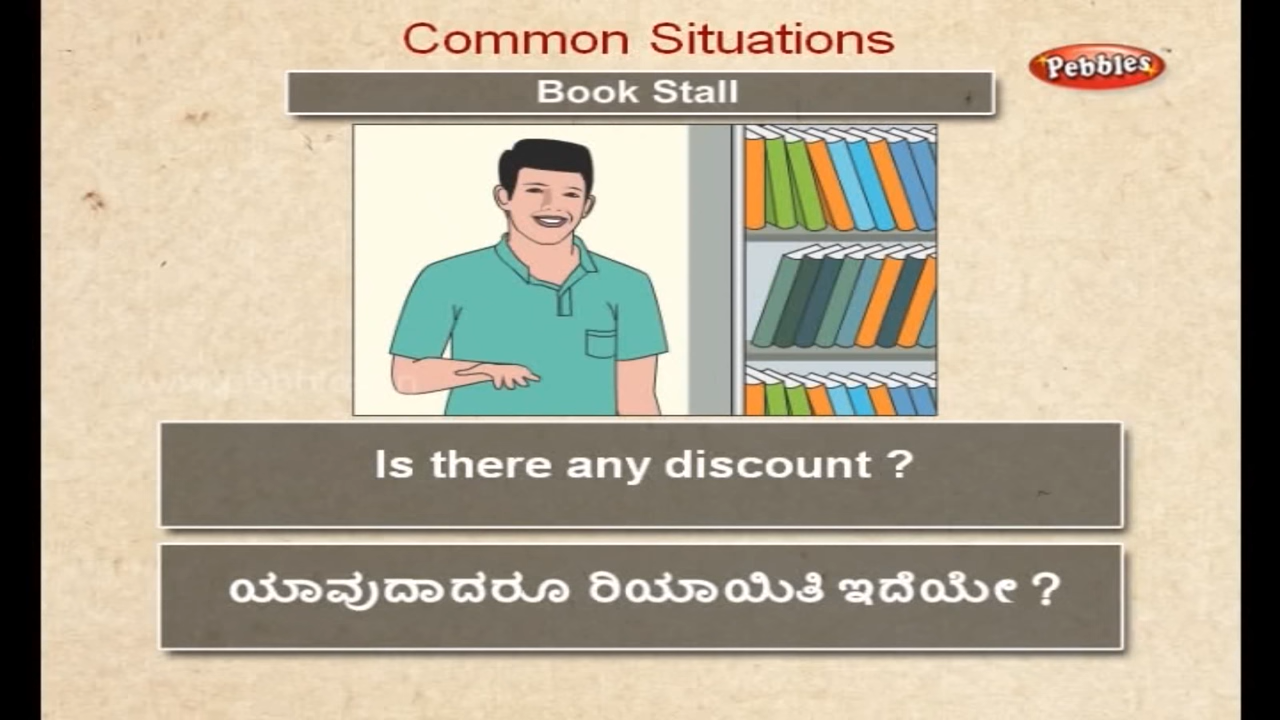 Common Situations
Pebbles
Book Stall
Is there any discount ?
ಯಾವುದಾದರೂ ರಿಯಾಯಿತಿ ಇದೆಯೇ ?